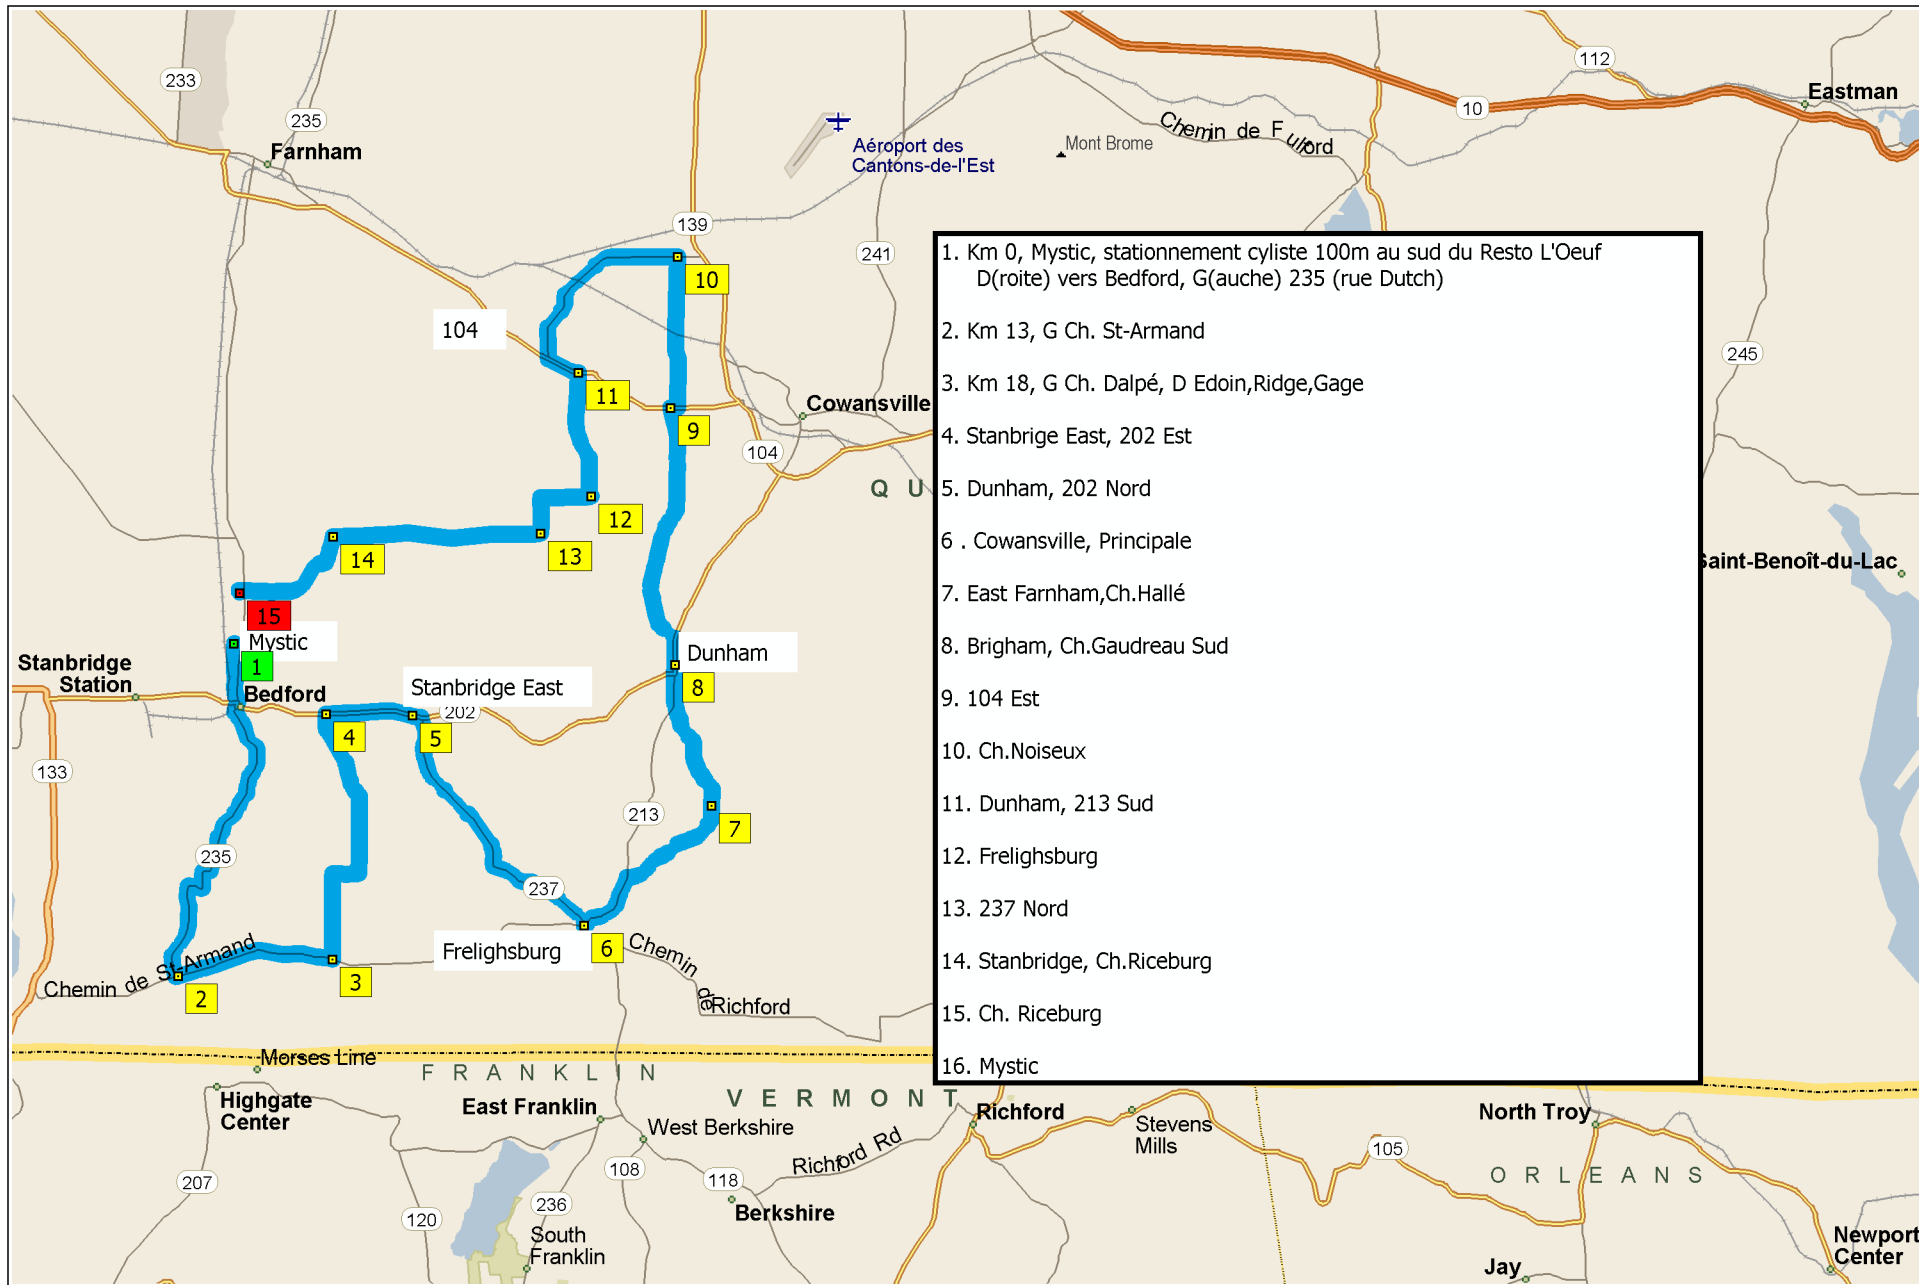 233
235
Farnham
Aéroport des
Cantons-de-l'Est
Mont Brome
Chemin de Fulford
10
112
Eastman
139
241
10
104
11
Cowansville
9
104
245
Q U
12
13
14
15
Mystic
1
Stanbridge
Station
Bedford
Stanbridge East
202
Dunham
8
4
5
133
213
7
235
237
Chemin de St-Armand
2
3
Frelighsburg
6
Chemin de Richford
Saint-Benoît-du-Lac
1. Km 0, Mystic, stationnement cyliste 100m au sud du Resto L'Oeuf
D(roite) vers Bedford, G(auche) 235 (rue Dutch)
2. Km 13, G Ch. St-Armand
3. Km 18, G Ch. Dalpé, D Edoin,Ridge,Gage
4. Stanbrige East, 202 Est
5. Dunham, 202 Nord
6 . Cowansville, Principale
7. East Farnham,Ch.Hallé
8. Brigham, Ch.Gaudreau Sud
9. 104 Est
10. Ch.Noiseux
11. Dunham, 213 Sud
12. Frelighsburg
13. 237 Nord
14. Stanbridge, Ch.Riceburg
15. Ch. Riceburg
16. Mystic
Morses Line
FRANKLIN
VERMONT
Highgate
Center
East Franklin
West Berkshire
Richford
Stevens
Mills
North Troy
Richford Rd
105
ORLEANS
207
108
118
120
236
Berkshire
South
Franklin
Newport
Center
Jay